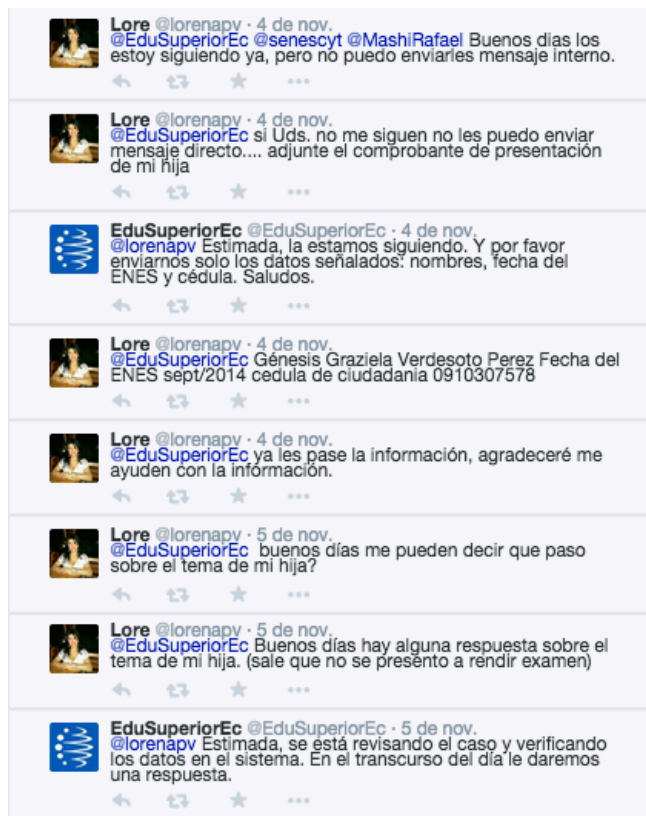 Lore @lorenapv · 4 de nov.
@EduSuperiorEc @senescyt @MashiRafael Buenos dias los
estoy siguiendo ya, pero no puedo enviarles mensaje interno.
Lore @lorenapv · 4 de nov.
@EduSuperiorEc si Uds. no me siguen no les puedo enviar
mensaje directo.... adjunte el comprobante de presentación
de mi hija
EduSuperiorEc @EduSuperiorEc · 4 de nov.
@lorenapv Estimada, la estamos siguiendo. Y por favor
enviarnos solo los datos señalados: nombres, fecha del
ENES y cédula. Saludos.
Lore @lorenapv · 4 de nov.
@EduSuperiorEc Génesis Graziela Verdesoto Perez Fecha del
ENES sept/2014 cedula de ciudadania 0910307578
Lore @lorenapv · 4 de nov.
@EduSuperiorEc ya les pase la información, agradeceré me
ayuden con la información.
Lore @lorenapv · 5 de nov.
@EduSuperiorEc buenos días me pueden decir que paso
sobre el tema de mi hija?
Lore @lorenapv · 5 de nov.
@EduSuperiorEc Buenos días hay alguna respuesta sobre el
tema de mi hija. (sale que no se presento a rendir examen)
EduSuperiorEc @EduSuperiorEc · 5 de nov.
@lorenapv Estimada, se está revisando el caso y verificando
los datos en el sistema. En el transcurso del día le daremos
una respuesta.